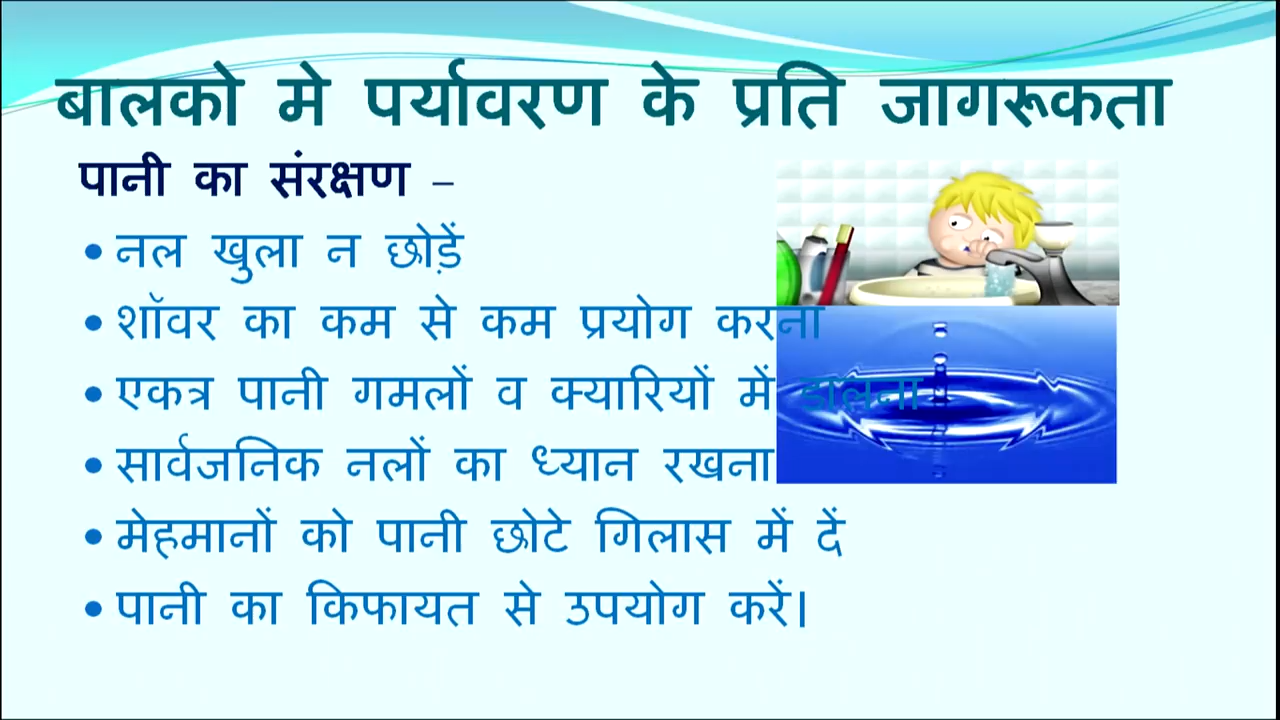 बालको मे पर्यावरण के प्रति जागरूकता
पानी का संरक्षण –
• नल खुला न छोड़ें
• शॉवर का कम से कम प्रयोग करना
• एकत्र पानी गमलों व क्यारियों में डालना
• सार्वजनिक नलों का ध्यान रखना
• मेहमानों को पानी छोटे गिलास में दें
• पानी का किफायत से उपयोग करें।